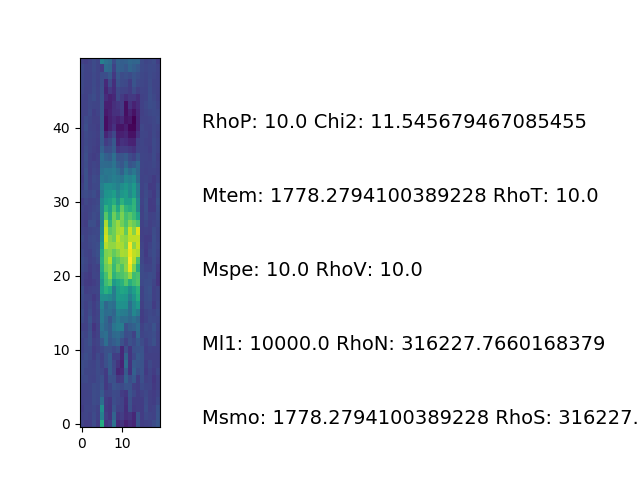 40
30
20
10
0
0 10
RhoP: 10.0 Chi2: 11.545679467085455
Mtem: 1778.2794100389228 RhoT: 10.0
Mspe: 10.0 RhoV: 10.0
Ml1: 10000.0 RhoN: 316227.7660168379
Msmo: 1778.2794100389228 RhoS: 316227.